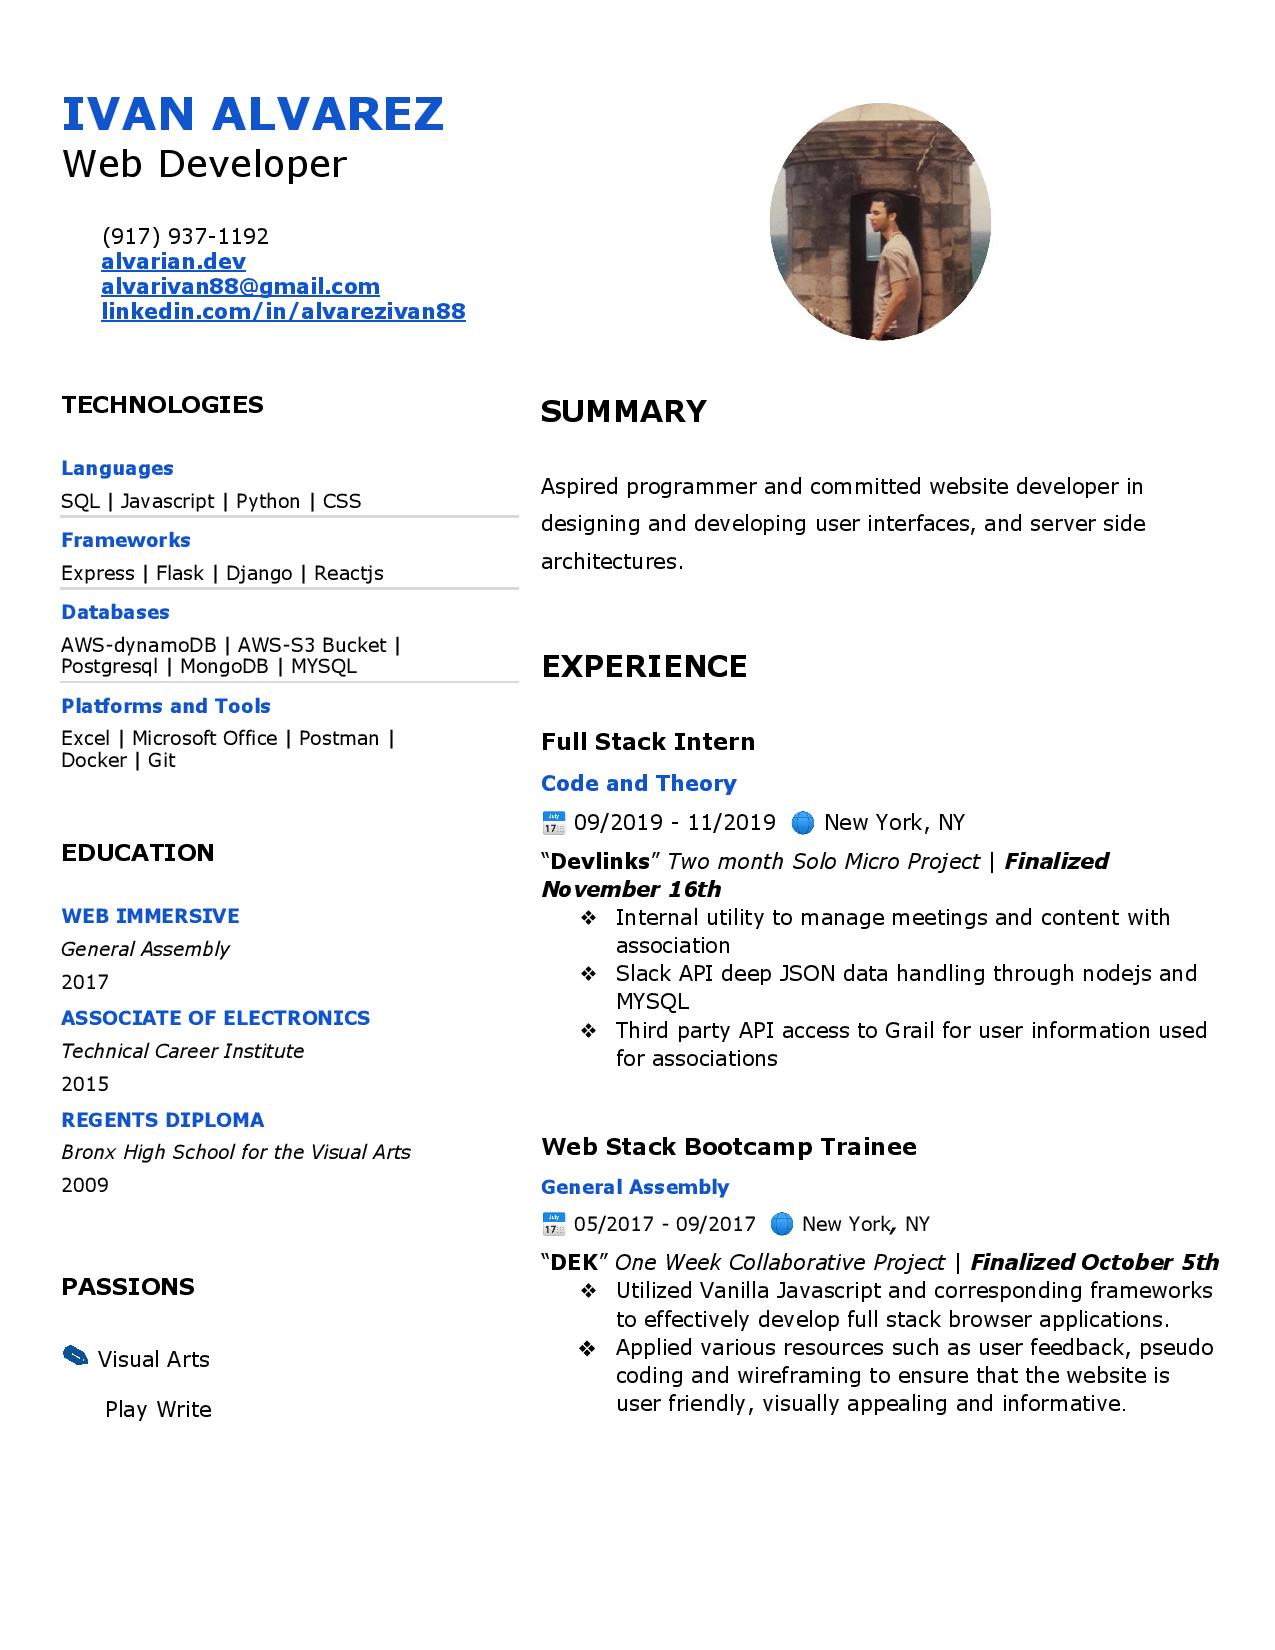 IVAN ALVAREZ
Web Developer
(917) 937-1192
alvarian.dev
alvarivan88@gmail.com
linkedin.com/in/alvarezivan88
TECHNOLOGIES
Languages
SQL | Javascript | Python | CSS
Frameworks
Express | Flask | Django | Reactjs
Databases
AWS-dynamoDB | AWS-S3 Bucket |
Postgresql | MongoDB | MYSQL
Platforms and Tools
Excel | Microsoft Office | Postman |
Docker | Git
EDUCATION
WEB IMMERSIVE
General Assembly
2017
ASSOCIATE OF ELECTRONICS
Technical Career Institute
2015
REGENTS DIPLOMA
Bronx High School for the Visual Arts
2009
PASSIONS
Visual Arts
Play Write
SUMMARY
Aspired programmer and committed website developer in
designing and developing user interfaces, and server side
architectures.
EXPERIENCE
Full Stack Intern
Code and Theory
July 17 09/2019 - 11/2019 New York, NY
“Devlinks” Two month Solo Micro Project | Finalized
November 16th
❖ Internal utility to manage meetings and content with
association
❖ Slack API deep JSON data handling through nodejs and
MYSQL
❖ Third party API access to Grail for user information used
for associations
Web Stack Bootcamp Trainee
General Assembly
July 17 05/2017 - 09/2017 New York, NY
“DEK” One Week Collaborative Project | Finalized October 5th
❖ Utilized Vanilla Javascript and corresponding frameworks
to effectively develop full stack browser applications.
❖ Applied various resources such as user feedback, pseudo
coding and wireframing to ensure that the website is
user friendly, visually appealing and informative.